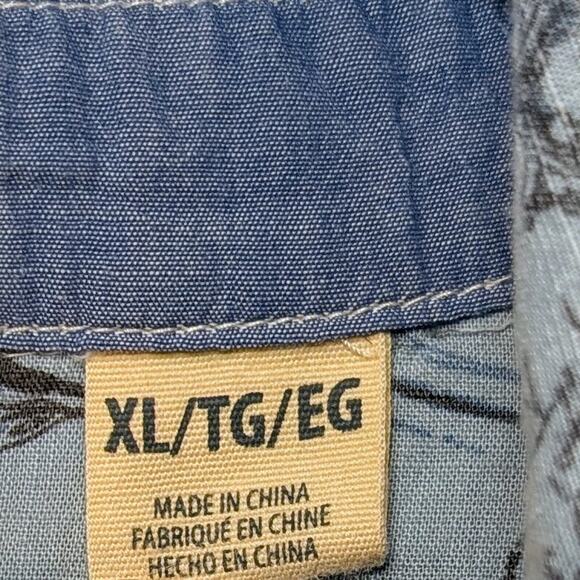 XL/TG/EG
MADE IN CHINA
FABRIQUÉ EN CHINE
HECHO EN CHINA